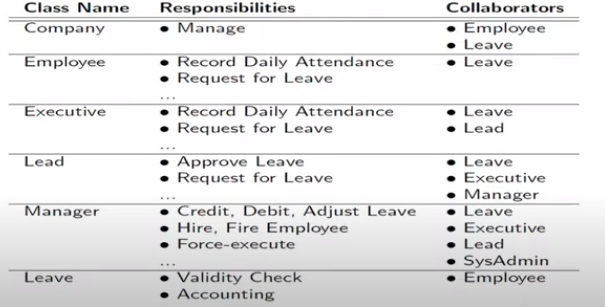 Class Name Responsibilities Collaborators
Company • Manage • Employee
• Leave
Employee • Record Daily Attendance • Leave
• Request for Leave
...
Executive • Record Daily Attendance • Leave
• Request for Leave • Lead
...
Lead • Approve Leave • Leave
• Request for Leave • Executive
... • Manager
Manager • Credit, Debit, Adjust Leave • Leave
• Hire, Fire Employee • Executive
• Force-execute • Lead
... • SysAdmin
Leave • Validity Check • Employee
• Accounting